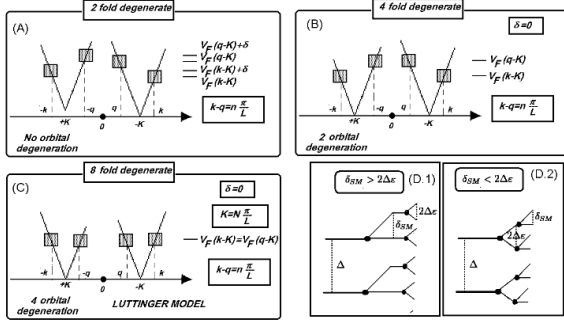 2 fold degenerate
(A)
V_F(q-K)+δ
V_F(q-K)
V_F(k-K)+δ
V_F(k-K)
k-q=n π/L
-k
-q
q
k
+K
0
-K
No orbital
degeneration
4 fold degenerate
(B)
δ=0
V_F(q-K)
V_F(k-K)
k-q=n π/L
-k
-q
q
k
+K
0
-K
2 orbital
degeneration
8 fold degenerate
(C)
δ=0
K=N π/L
V_F(k-K)=V_F(q-K)
k-q=n π/L
-k
-q
q
k
+K
0
-K
4 orbital
degeneration
LUTTINGER MODEL
δ_SM > 2Δε
(D.1)
2Δε
δ_SM
Δ
δ_SM < 2Δε
(D.2)
δ_SM
2Δε
Δ